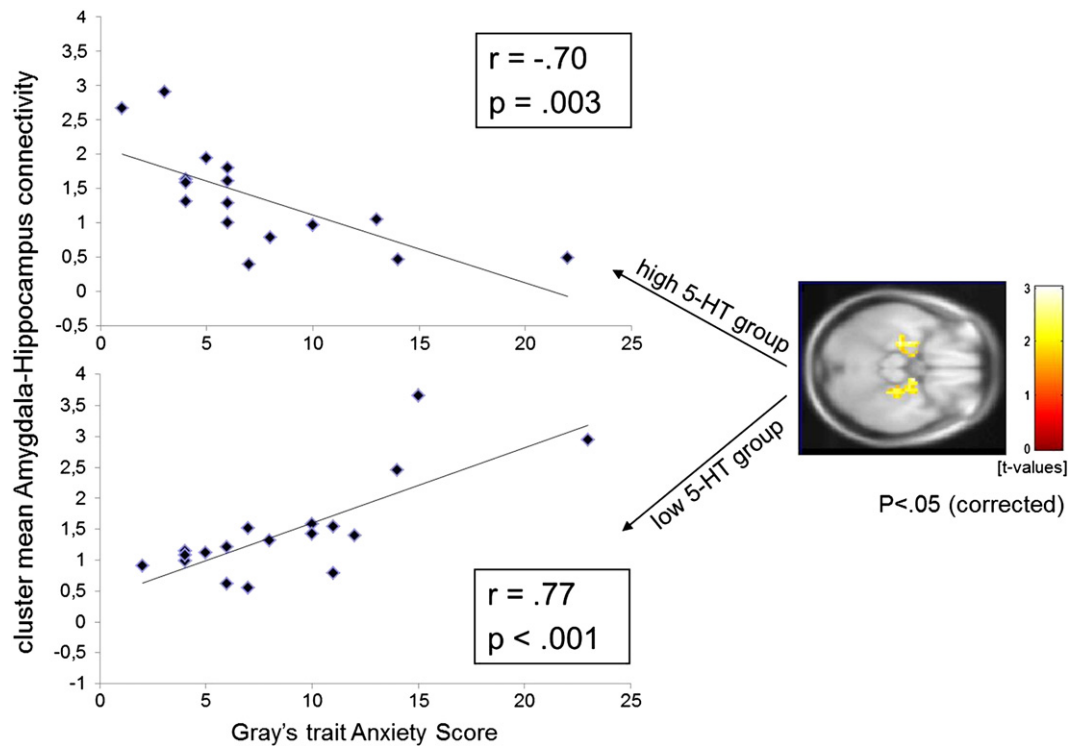 cluster mean Amygdala-Hippocampus connectivity
4
3,5
3
2,5
2
1,5
1
0,5
0
-0,5
0 5 10 15 20 25
r = -.70
p = .003
4
3,5
3
2,5
2
1,5
1
0,5
0
-0,5
-1
0 5 10 15 20 25
r = .77
p < .001
Gray's trait Anxiety Score
high 5-HT group
low 5-HT group
3
2
1
0
[t-values]
P<.05 (corrected)